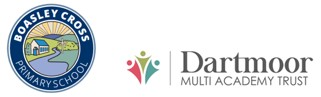 BOASLEY CROSS
PRIMARY SCHOOL
Dartmoor
MULTI ACADEMY TRUST